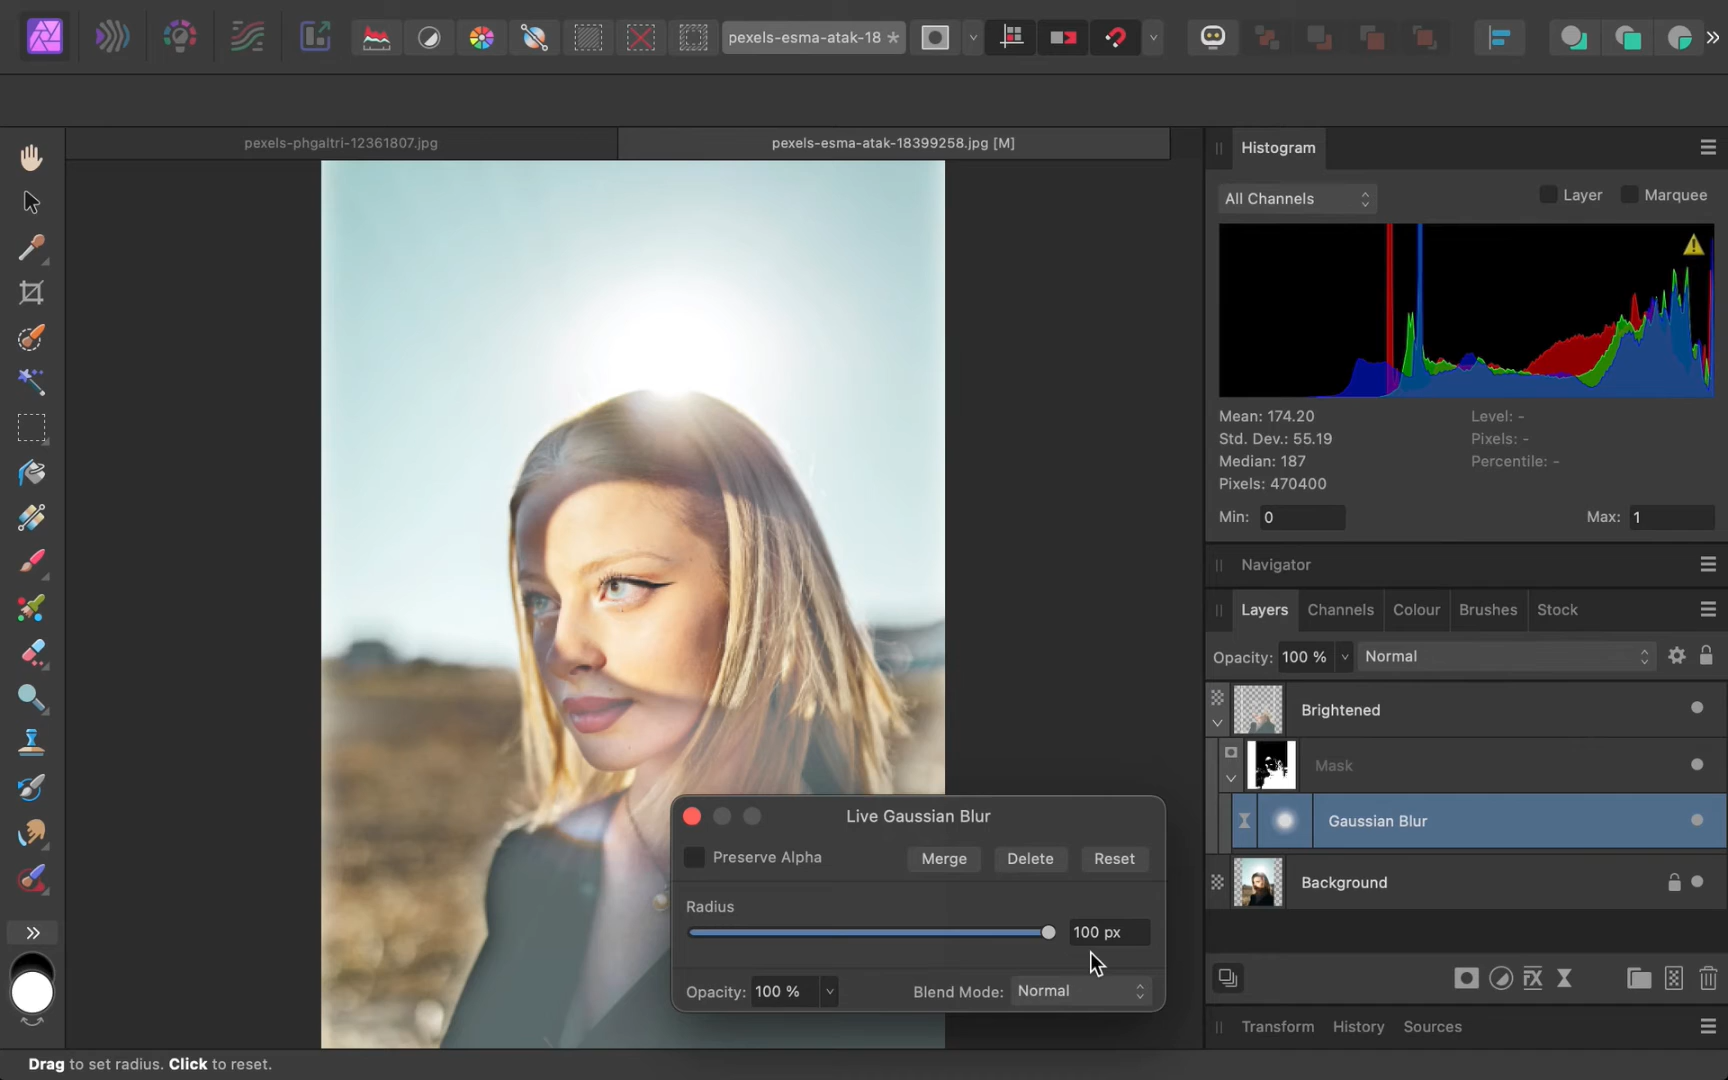 pexels-esma-atak-18 *
pexels-phgaltri-12361807.jpg
pexels-esma-atak-18399258.jpg [M]
Histogram
All Channels
Layer
Marquee
Mean: 174.20
Level: -
Std. Dev.: 55.19
Pixels: -
Median: 187
Percentile: -
Pixels: 470400
Min: 0
Max: 1
Navigator
Layers
Channels
Colour
Brushes
Stock
Opacity: 100 %
Normal
Brightened
Mask
Gaussian Blur
Background
Live Gaussian Blur
Preserve Alpha
Merge
Delete
Reset
Radius
100 px
Opacity: 100 %
Blend Mode: Normal
FX
Transform
History
Sources
Drag to set radius. Click to reset.